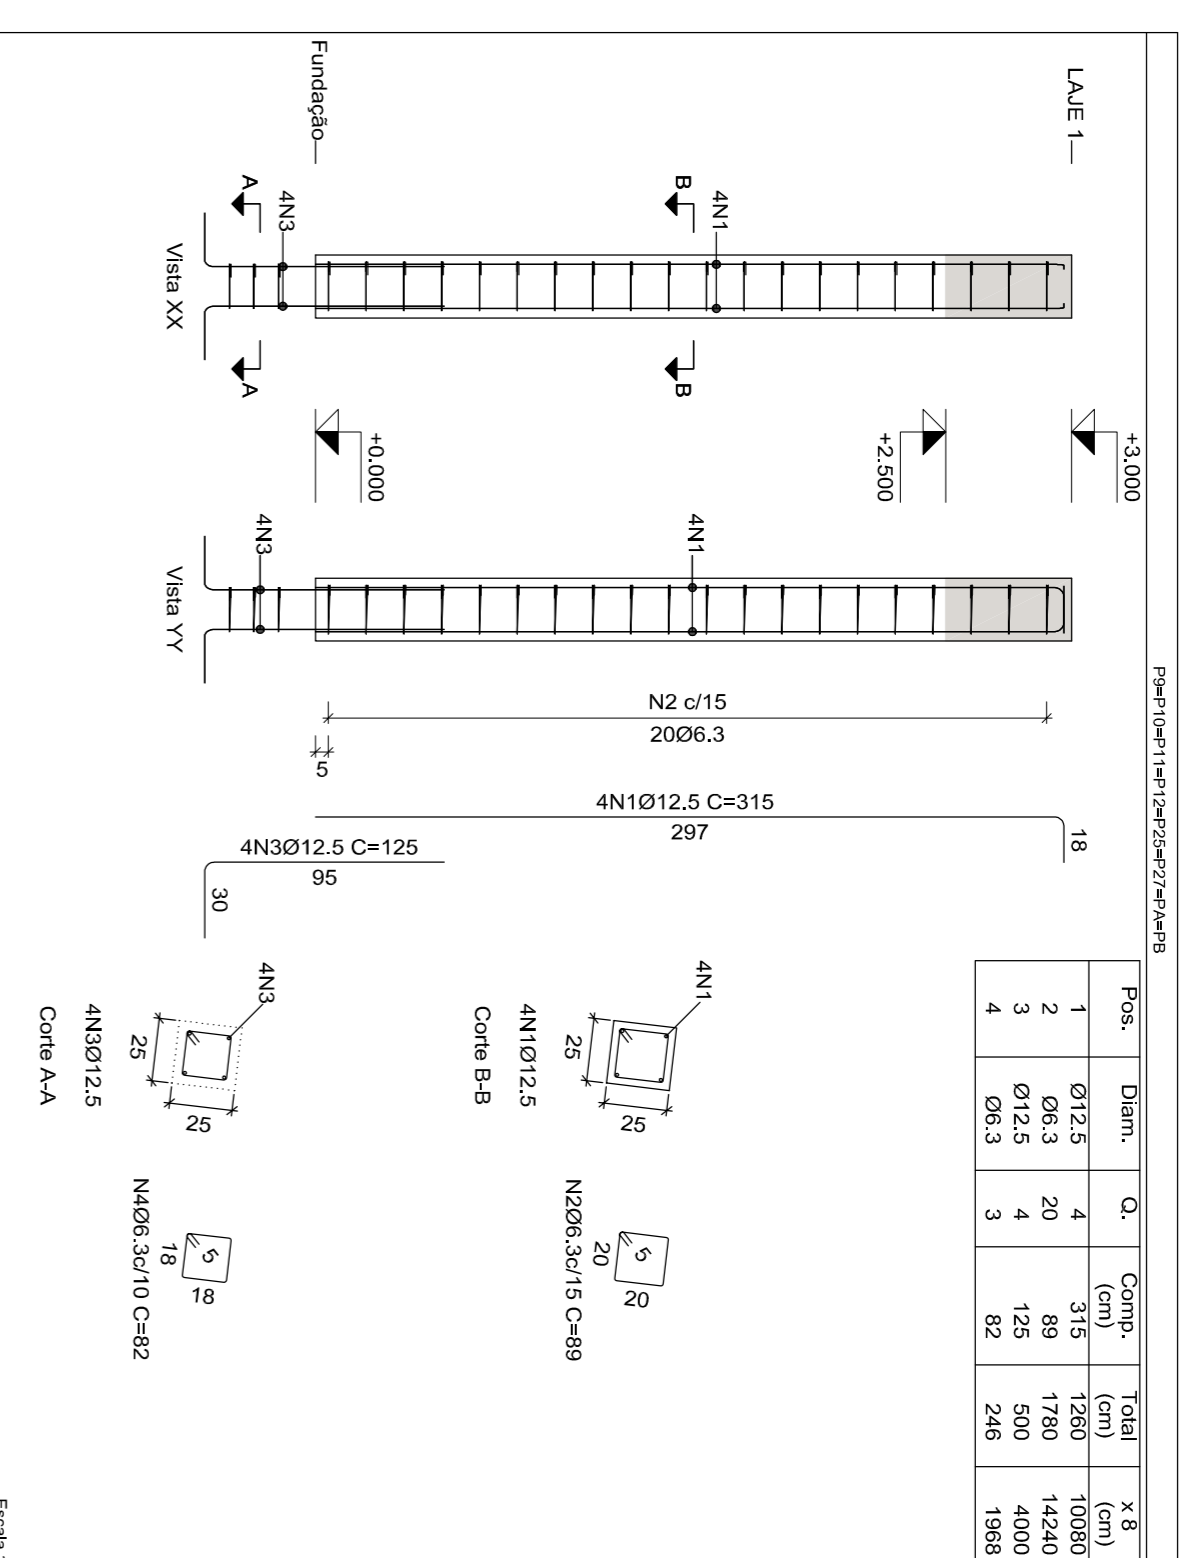 P9=P10=P11=P12=P25=P27=PA=PB
LAJE 1
Fundação
+3.000
+2.500
+0.000
4N1
B
B
4N3
A
A
Vista XX
4N1
4N3
Vista YY
N2 c/15
20Ø6.3
5
4N1Ø12.5 C=315
297
18
4N3Ø12.5 C=125
95
30
Pos. Diam. Q. Comp. (cm) Total (cm) x 8 (cm)
1 Ø12.5 4 315 1260 10080
2 Ø6.3 20 89 1780 14240
3 Ø12.5 4 125 500 4000
4 Ø6.3 3 82 246 1968
4N1
25
25
4N1Ø12.5
Corte B-B
5
20
20
N2Ø6.3c/15 C=89
4N3
25
25
4N3Ø12.5
Corte A-A
5
18
18
N4Ø6.3c/10 C=82